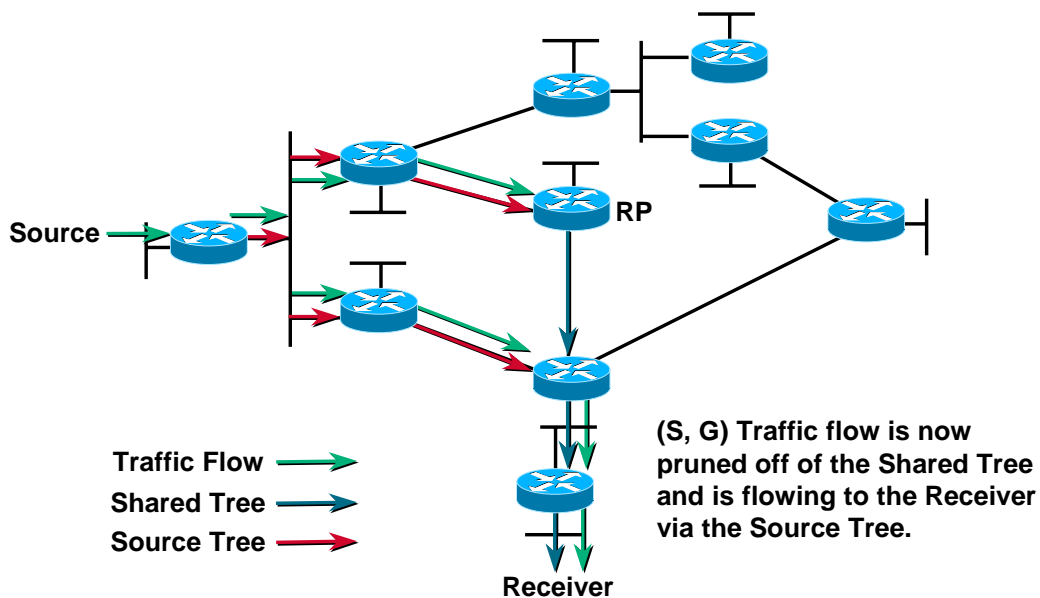 RP
Source
(S, G) Traffic flow is now
pruned off of the Shared Tree
and is flowing to the Receiver
via the Source Tree.
Traffic Flow
Shared Tree
Source Tree
Receiver